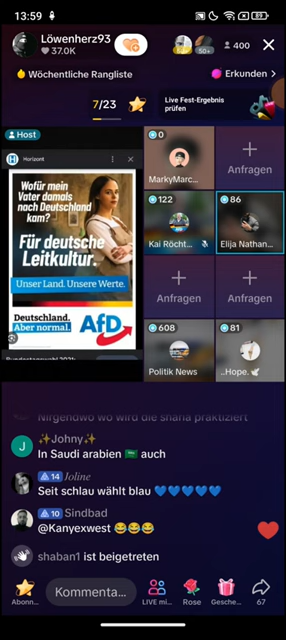 13:59
89
Löwenherz93
37.0K
50+
400
Wöchentliche Rangliste
Erkunden >
7/23
Live Fest-Ergebnis
prüfen
Host
0
Horizont
MarkyMarc...
Anfragen
Wofür mein
Vater damals
nach Deutschland
kam?
Für deutsche
Leitkultur.
Unser Land. Unsere Werte.
Deutschland.
Aber normal.
AfD
122
86
Kai Röcht...
Elija Nathan...
Anfragen
Anfragen
608
81
Politik News
..Hope.
Nirgendwo wo wird die sharia praktiziert
J
✨Johny✨
In Saudi arabien 🇸🇦 auch
14 Joline
Seit schlau wählt blau 💙💙💙💙💙
10 Sindbad
@Kanyexwest 😂😂😂
shaban1 ist beigetreten
Abonn...
Kommenta...
LIVE mi...
Rose
Gesche...
67